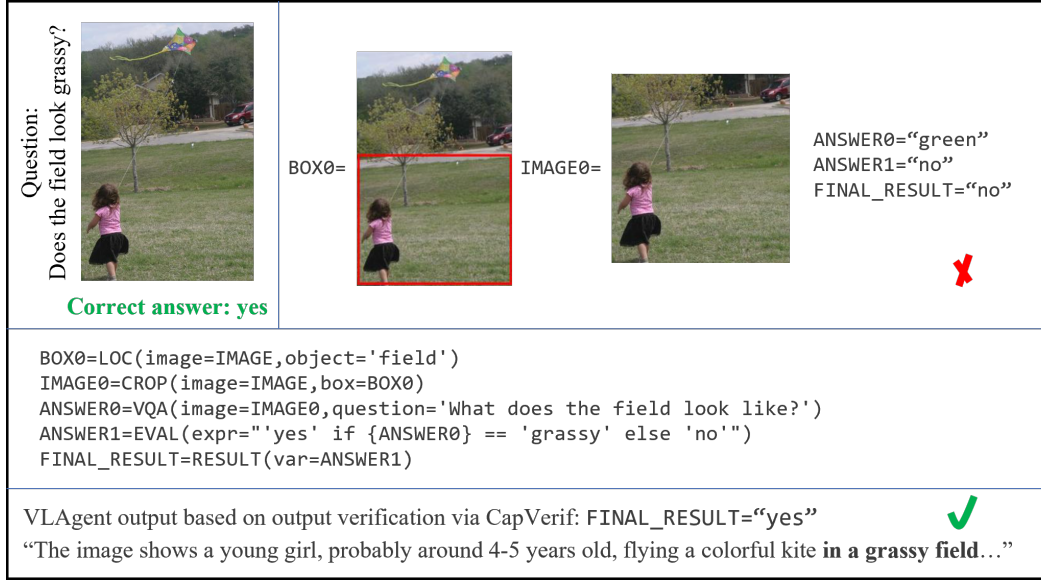 Question:
Does the field look grassy?
Correct answer: yes
BOX0=
IMAGE0=
ANSWER0=“green”
ANSWER1=“no”
FINAL_RESULT=“no”
BOX0=LOC(image=IMAGE,object='field')
IMAGE0=CROP(image=IMAGE,box=BOX0)
ANSWER0=VQA(image=IMAGE0,question='What does the field look like?')
ANSWER1=EVAL(expr="'yes' if {ANSWER0} == 'grassy' else 'no'")
FINAL_RESULT=RESULT(var=ANSWER1)
VLAgent output based on output verification via CapVerif: FINAL_RESULT=“yes”
“The image shows a young girl, probably around 4-5 years old, flying a colorful kite in a grassy field…”